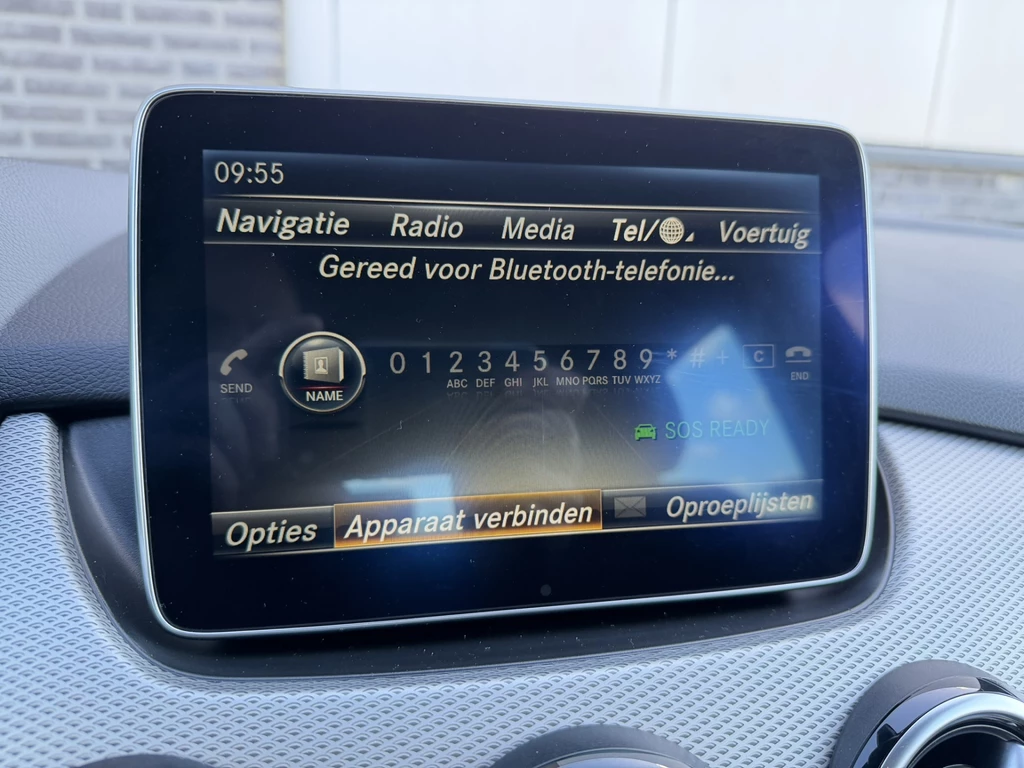 09:55
Navigatie Radio Media Tel/ Voertuig
Gereed voor Bluetooth-telefonie...
0 1 2 3 4 5 6 7 8 9 * # + C
SEND NAME ABC DEF GHI JKL MNO PQRS TUV WXYZ END
SOS READY
Opties Apparaat verbinden Oproeplijsten